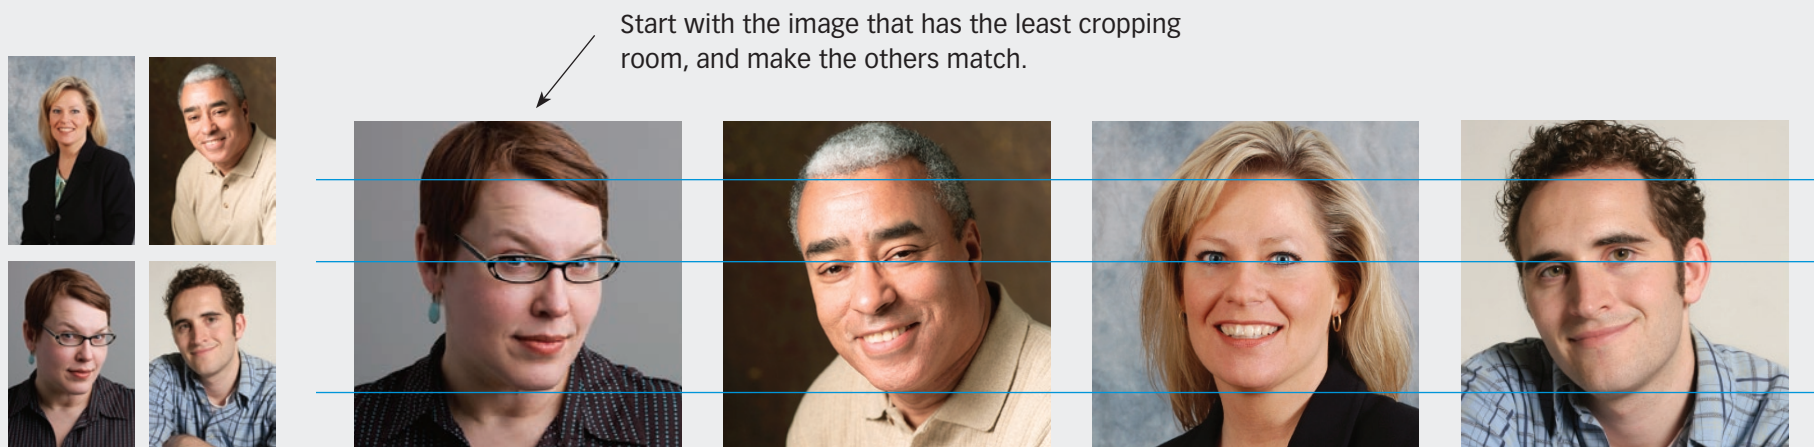 Start with the image that has the least cropping
room, and make the others match.